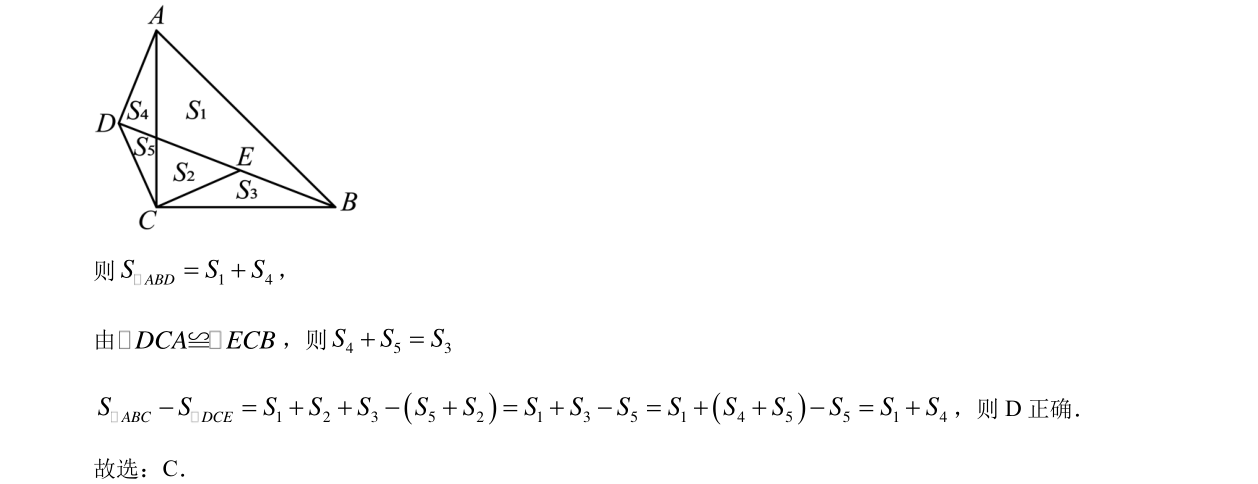 A
D
S₄
S₁
S₅
E
S₂
S₃
C
B
则 S□ABD = S₁ + S₄，
由□DCA≌□ECB，则 S₄ + S₅ = S₃
S□ABC − S□DCE = S₁ + S₂ + S₃ − (S₅ + S₂) = S₁ + S₃ − S₅ = S₁ + (S₄ + S₅) − S₅ = S₁ + S₄，则 D 正确．
故选：C．